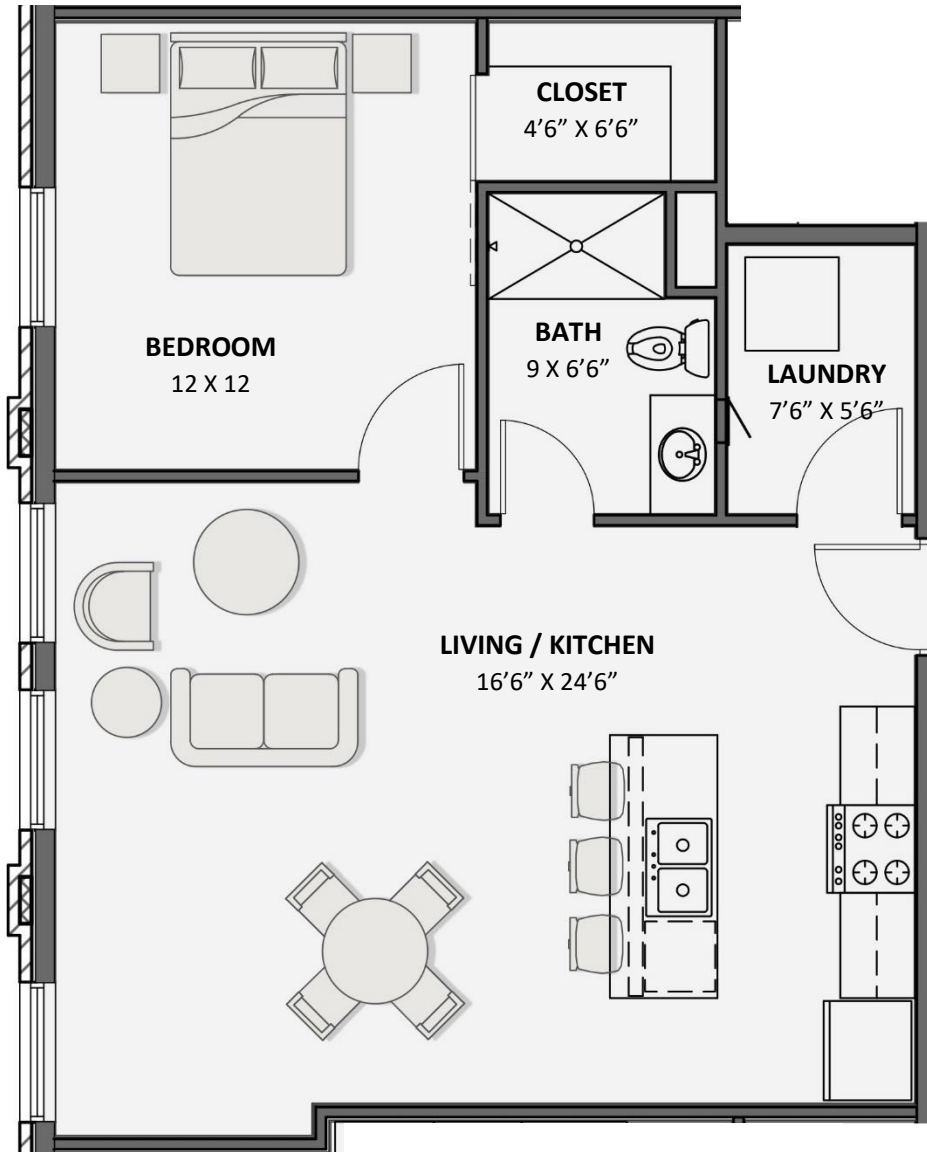 CLOSET
4’6” X 6’6”
BEDROOM
12 X 12
BATH
9 X 6’6”
LAUNDRY
7’6” X 5’6”
LIVING / KITCHEN
16’6” X 24’6”